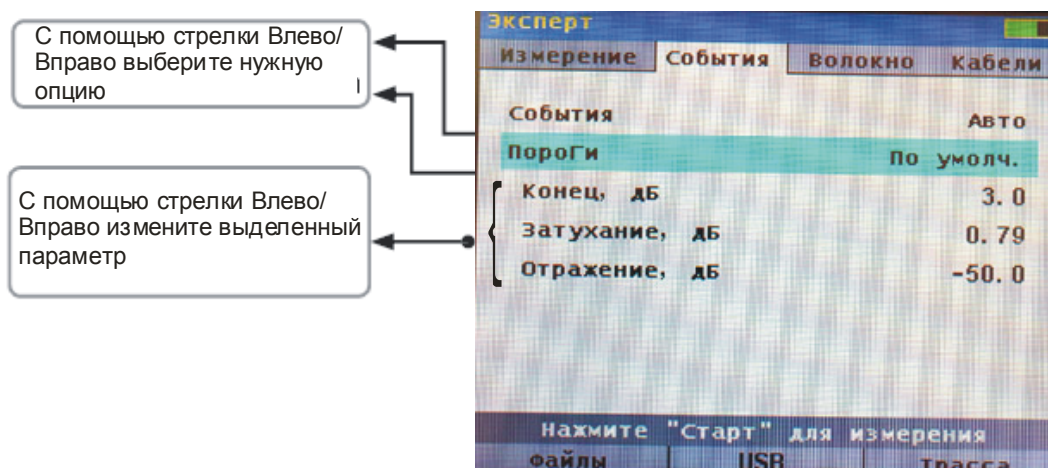 С помощью стрелки Влево/
Вправо выберите нужную
опцию
С помощью стрелки Влево/
Вправо измените выделенный
параметр
Эксперт
Измерение События Волокно Кабели
События Авто
Пороги По умолч.
Конец, дБ 3.0
Затухание, дБ 0.79
Отражение, дБ -50.0
Нажмите "Старт" для измерения
Файлы USB Трасса